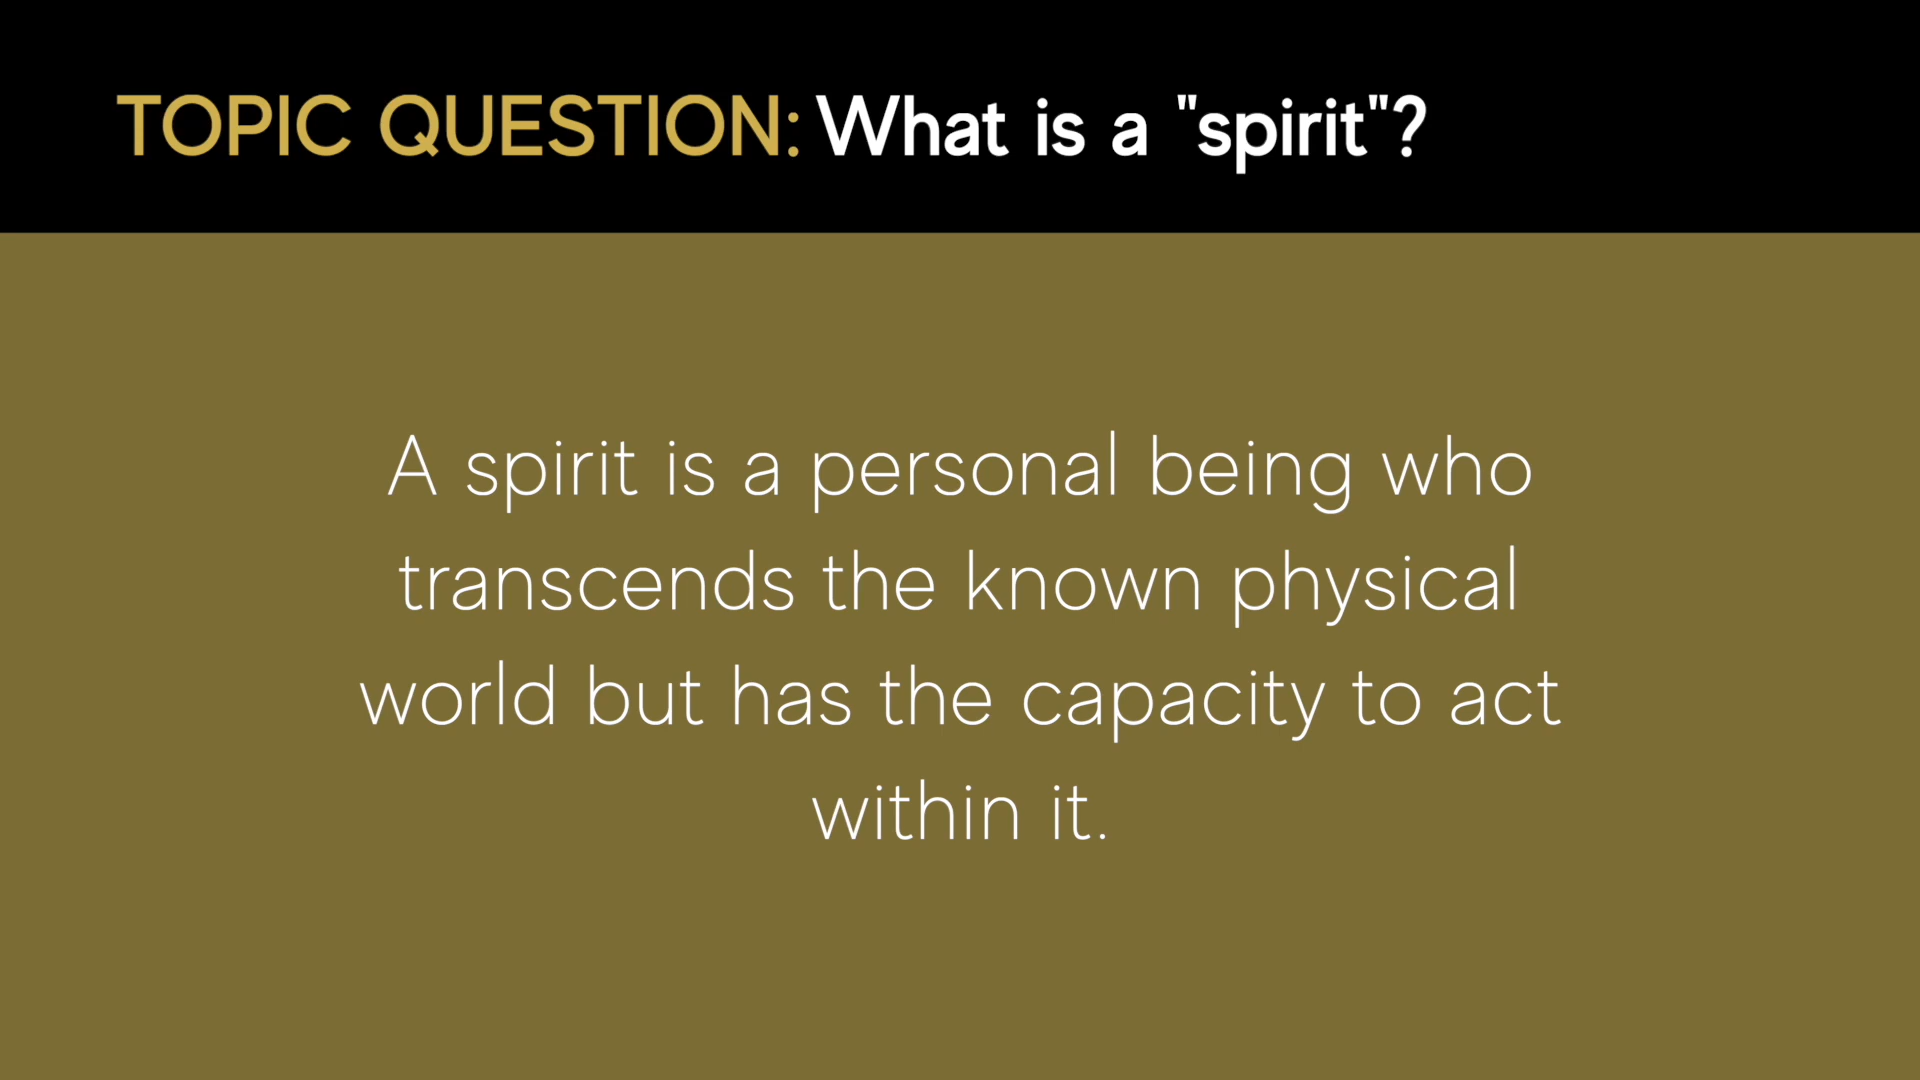 TOPIC QUESTION: What is a "spirit"?
A spirit is a personal being who
transcends the known physical
world but has the capacity to act
within it.